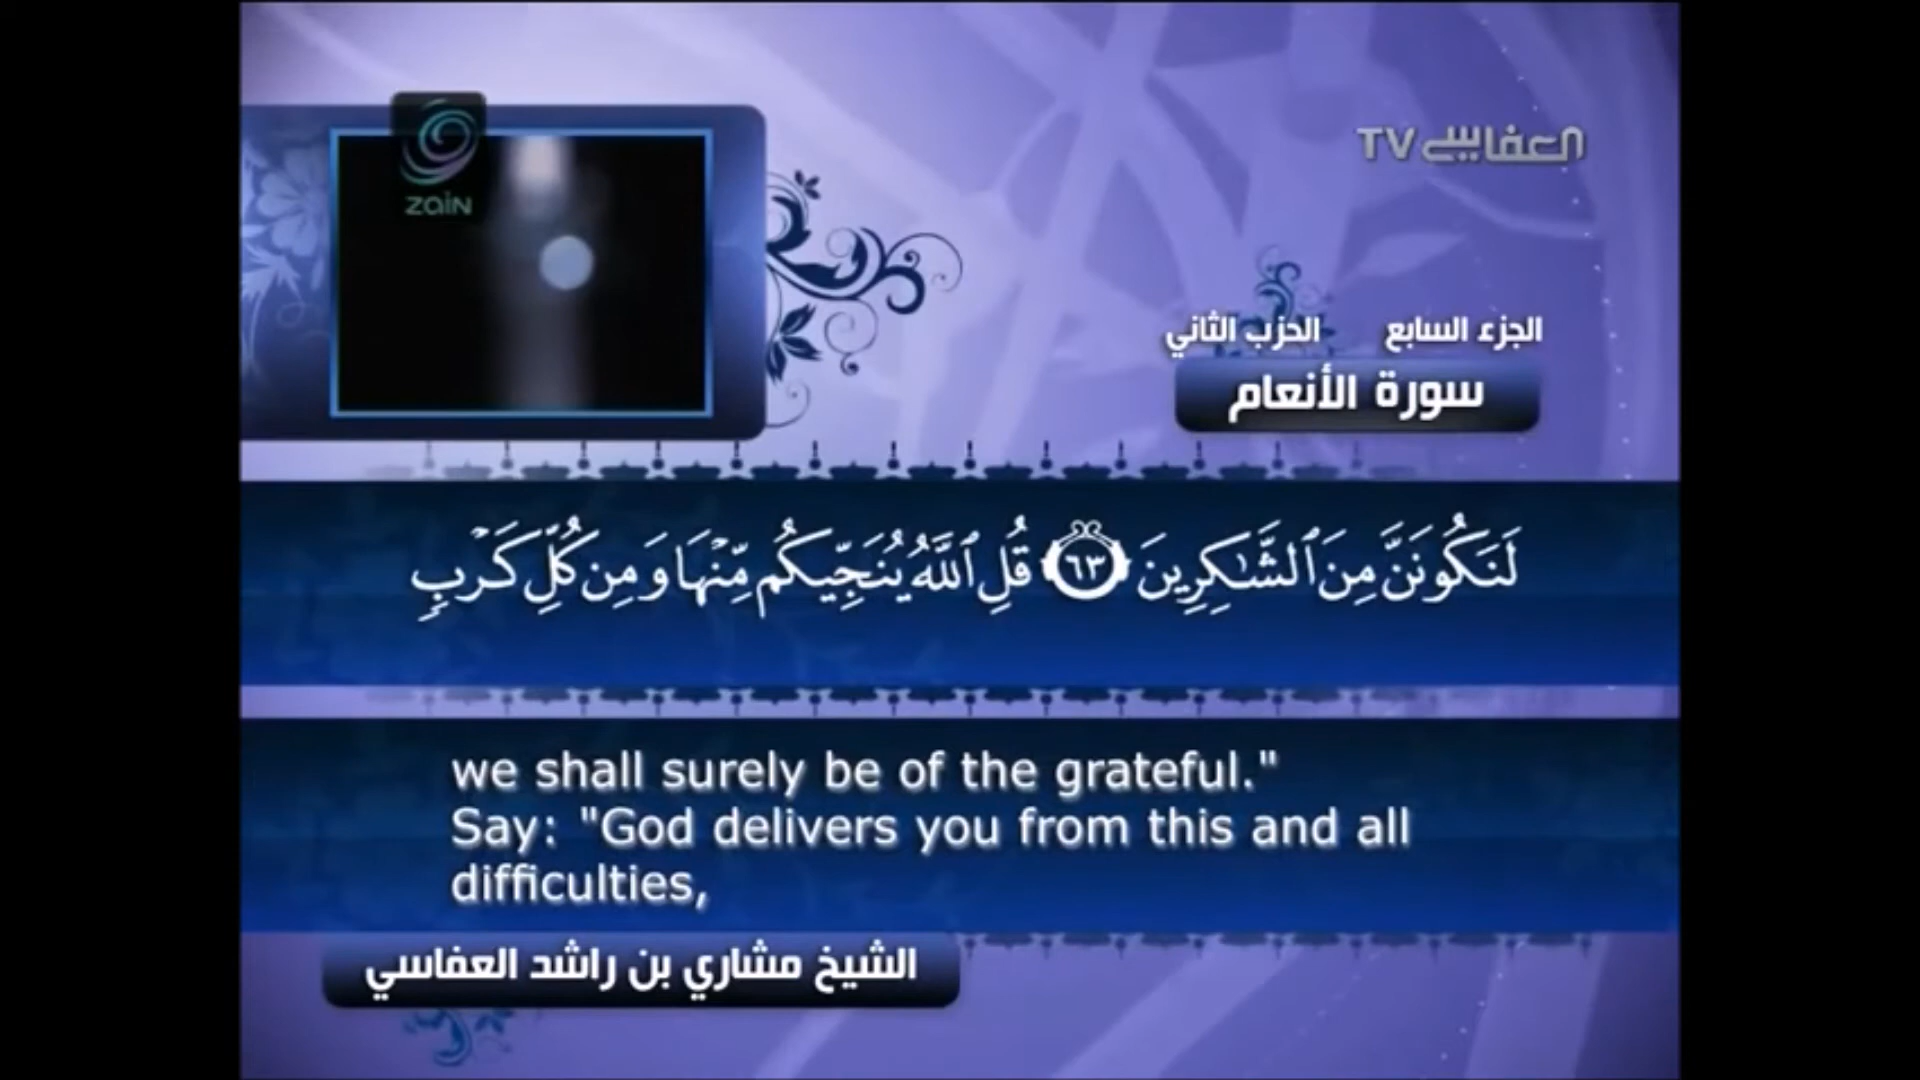 zain
العفاسي TV
الجزء السابع الحزب الثاني
سورة الأنعام
لَنَكُونَنَّ مِنَ ٱلشَّـٰكِرِينَ ٦٣ قُلِ ٱللَّهُ يُنَجِّيكُم مِّنْهَا وَمِن كُلِّ كَرْبٍ
we shall surely be of the grateful."
Say: "God delivers you from this and all
difficulties,
الشيخ مشاري بن راشد العفاسي